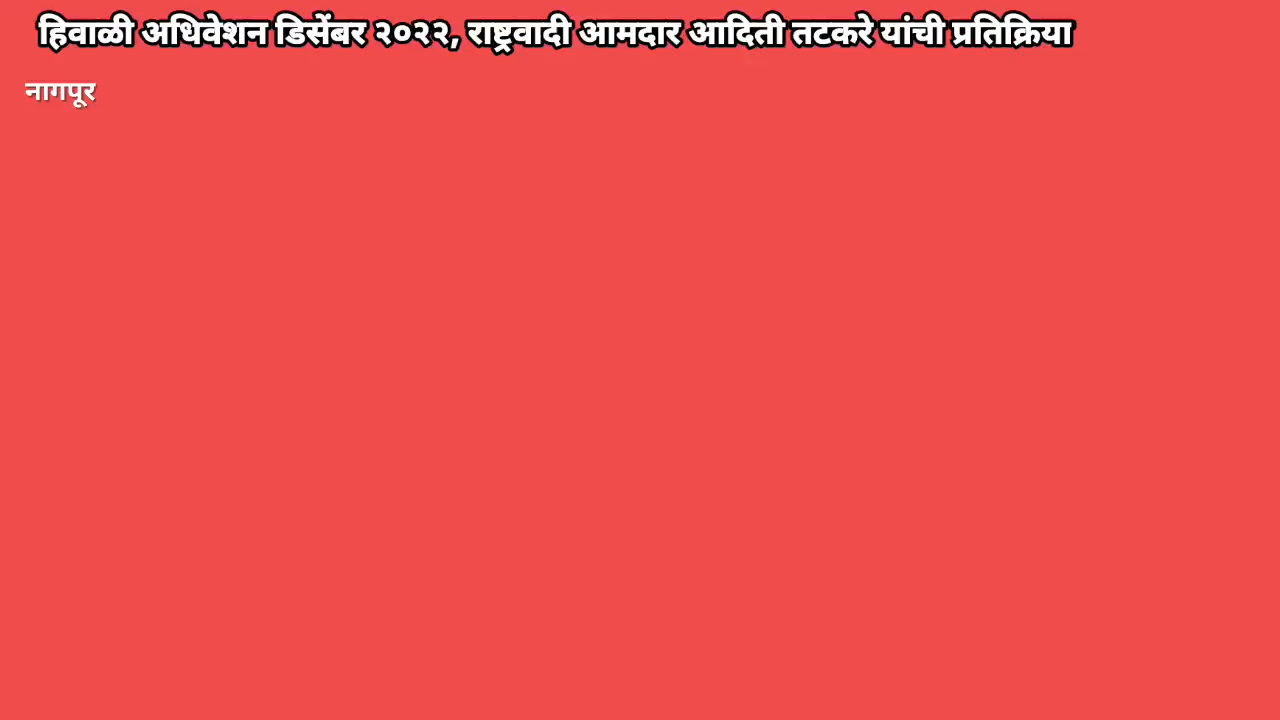 हिवाळी अधिवेशन डिसेंबर २०२२, राष्ट्रवादी आमदार आदिती तटकरे यांची प्रतिक्रिया
नागपूर